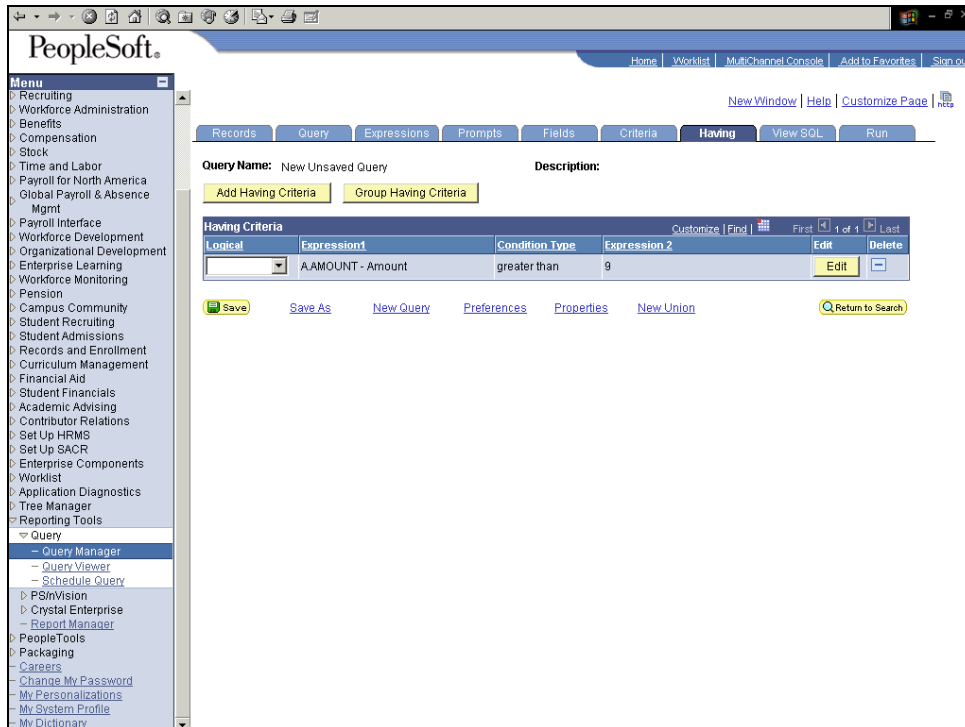 PeopleSoft.
Home | Worklist | MultiChannel Console | Add to Favorites | Sign ou
Menu
Recruiting
Workforce Administration
Benefits
Compensation
Stock
Time and Labor
Payroll for North America
Global Payroll & Absence
Mgmt
Payroll Interface
Workforce Development
Organizational Development
Enterprise Learning
Workforce Monitoring
Pension
Campus Community
Student Recruiting
Student Admissions
Records and Enrollment
Curriculum Management
Financial Aid
Student Financials
Academic Advising
Contributor Relations
Set Up HRMS
Set Up SACR
Enterprise Components
Worklist
Application Diagnostics
Tree Manager
Reporting Tools
Query
– Query Manager
– Query Viewer
– Schedule Query
PS/nVision
Crystal Enterprise
– Report Manager
PeopleTools
Packaging
– Careers
– Change My Password
– My Personalizations
– My System Profile
– My Dictionary
New Window | Help | Customize Page | http
Records Query Expressions Prompts Fields Criteria Having View SQL Run
Query Name: New Unsaved Query Description:
Add Having Criteria Group Having Criteria
Having Criteria Customize | Find | First 1 of 1 Last
Logical Expression1 Condition Type Expression 2 Edit Delete
A.AMOUNT - Amount greater than 9 Edit
Save Save As New Query Preferences Properties New Union Return to Search